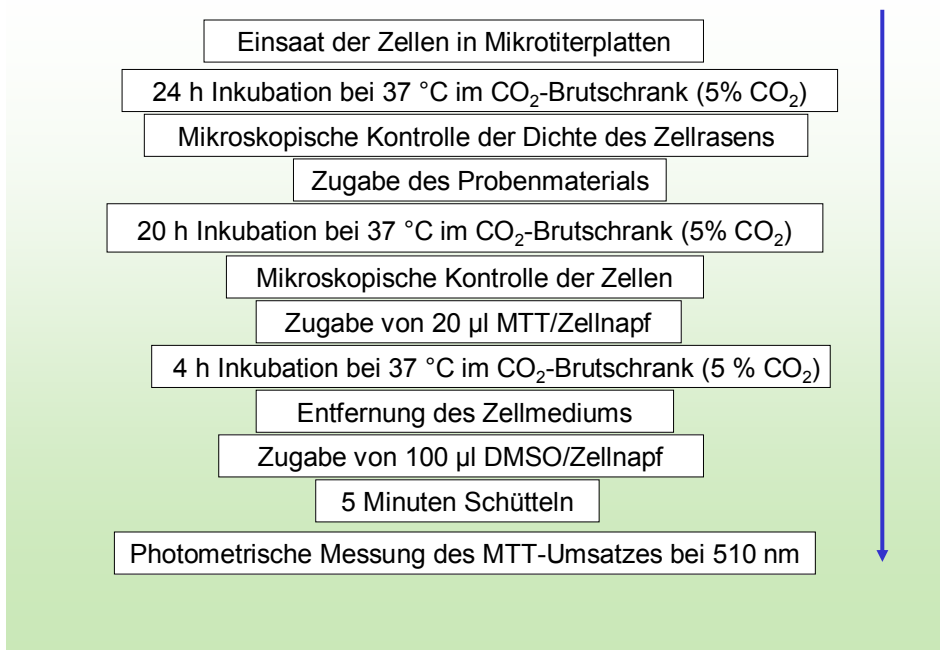 Einsaat der Zellen in Mikrotiterplatten
24 h Inkubation bei 37 °C im CO₂-Brutschrank (5% CO₂)
Mikroskopische Kontrolle der Dichte des Zellrasens
Zugabe des Probenmaterials
20 h Inkubation bei 37 °C im CO₂-Brutschrank (5% CO₂)
Mikroskopische Kontrolle der Zellen
Zugabe von 20 µl MTT/Zellnapf
4 h Inkubation bei 37 °C im CO₂-Brutschrank (5 % CO₂)
Entfernung des Zellmediums
Zugabe von 100 µl DMSO/Zellnapf
5 Minuten Schütteln
Photometrische Messung des MTT-Umsatzes bei 510 nm